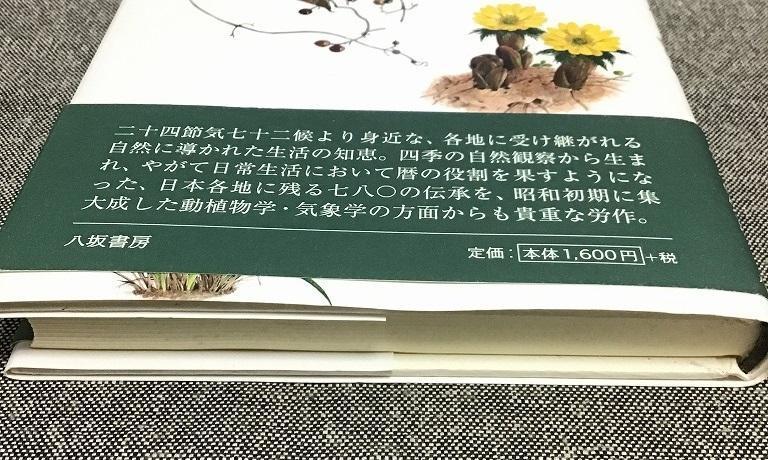 二十四節気七十二候より身近な、各地に受け継がれる
自然に導かれた生活の知恵。四季の自然観察から生ま
れ、やがて日常生活において暦の役割を果すようにな
った、日本各地に残る七八〇の伝承を、昭和初期に集
大成した動植物学・気象学の方面からも貴重な労作。
八坂書房
定価：本体1,600円+税